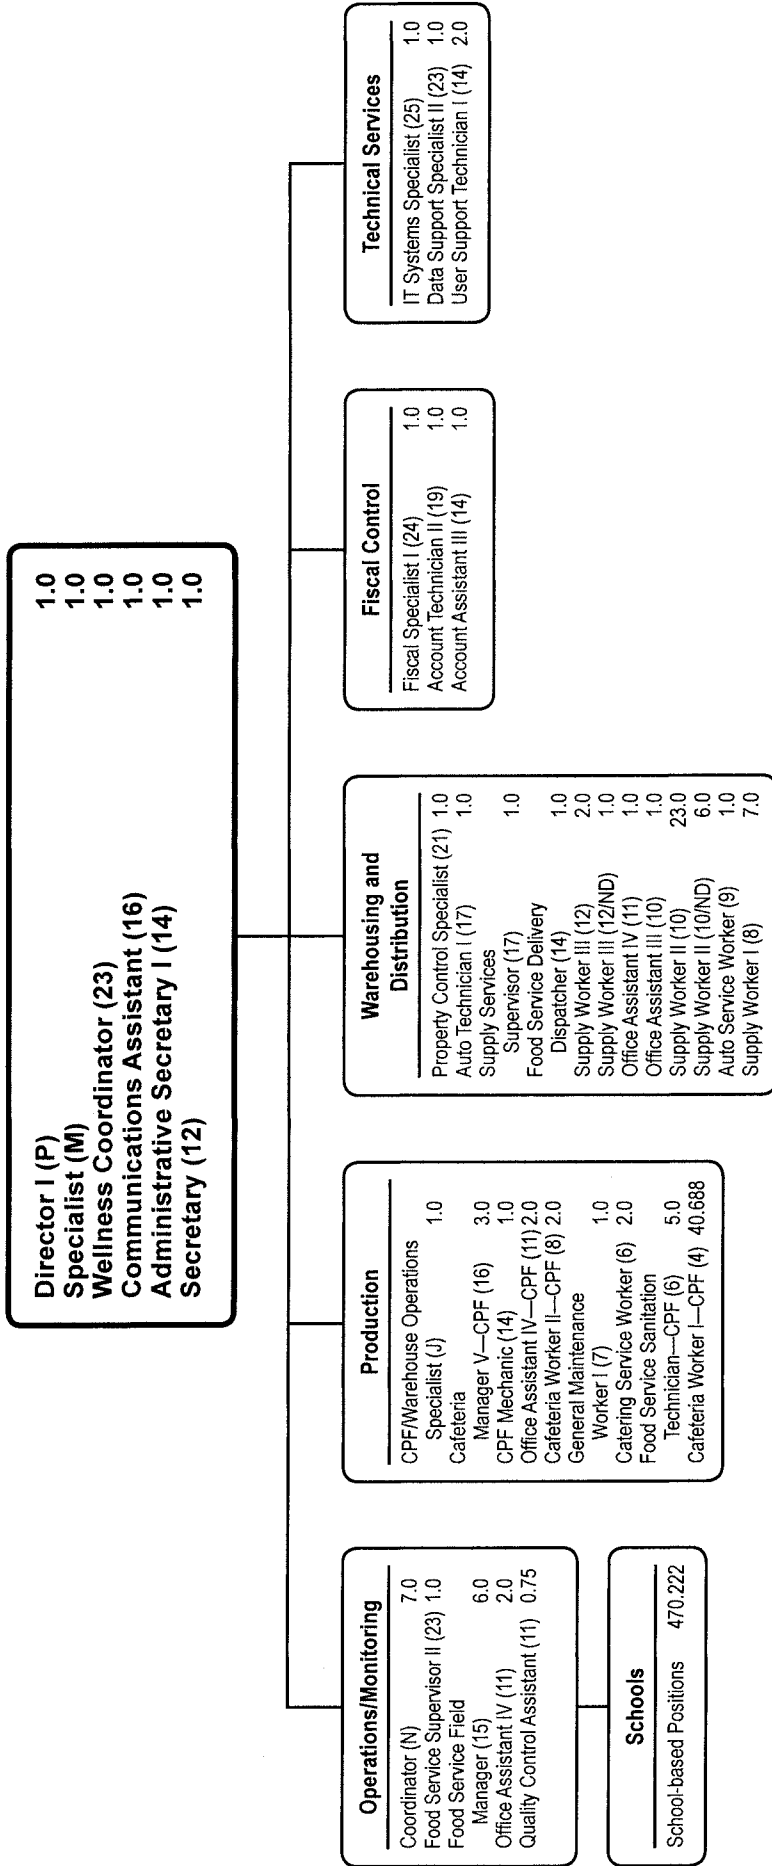 Director I (P) 1.0
Specialist (M) 1.0
Wellness Coordinator (23) 1.0
Communications Assistant (16) 1.0
Administrative Secretary I (14) 1.0
Secretary (12) 1.0
Operations/Monitoring
Coordinator (N) 7.0
Food Service Supervisor II (23) 1.0
Food Service Field
Manager (15) 6.0
Office Assistant IV (11) 2.0
Quality Control Assistant (11) 0.75
Schools
School-based Positions 470.222
Production
CPF/Warehouse Operations
Specialist (J) 1.0
Cafeteria
Manager V—CPF (16) 3.0
CPF Mechanic (14) 1.0
Office Assistant IV—CPF (11) 2.0
Cafeteria Worker II—CPF (8) 2.0
General Maintenance
Worker I (7) 1.0
Catering Service Worker (6) 2.0
Food Service Sanitation
Technician—CPF (6) 5.0
Cafeteria Worker I—CPF (4) 40.688
Warehousing and
Distribution
Property Control Specialist (21) 1.0
Auto Technician I (17) 1.0
Supply Services
Supervisor (17) 1.0
Food Service Delivery
Dispatcher (14) 1.0
Supply Worker III (12) 2.0
Supply Worker III (12/ND) 1.0
Office Assistant IV (11) 1.0
Office Assistant III (10) 1.0
Supply Worker II (10) 23.0
Supply Worker II (10/ND) 6.0
Auto Service Worker (9) 1.0
Supply Worker I (8) 7.0
Fiscal Control
Fiscal Specialist I (24) 1.0
Account Technician II (19) 1.0
Account Assistant III (14) 1.0
Technical Services
IT Systems Specialist (25) 1.0
Data Support Specialist II (23) 1.0
User Support Technician I (14) 2.0